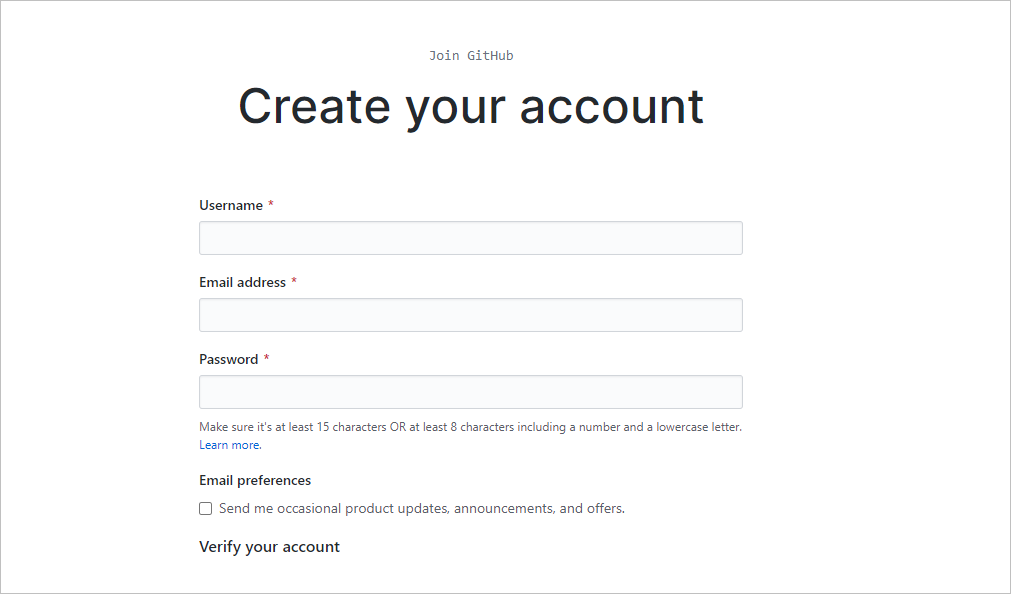 Join GitHub
Create your account
Username *
Email address *
Password *
Make sure it's at least 15 characters OR at least 8 characters including a number and a lowercase letter.
Learn more.
Email preferences
Send me occasional product updates, announcements, and offers.
Verify your account